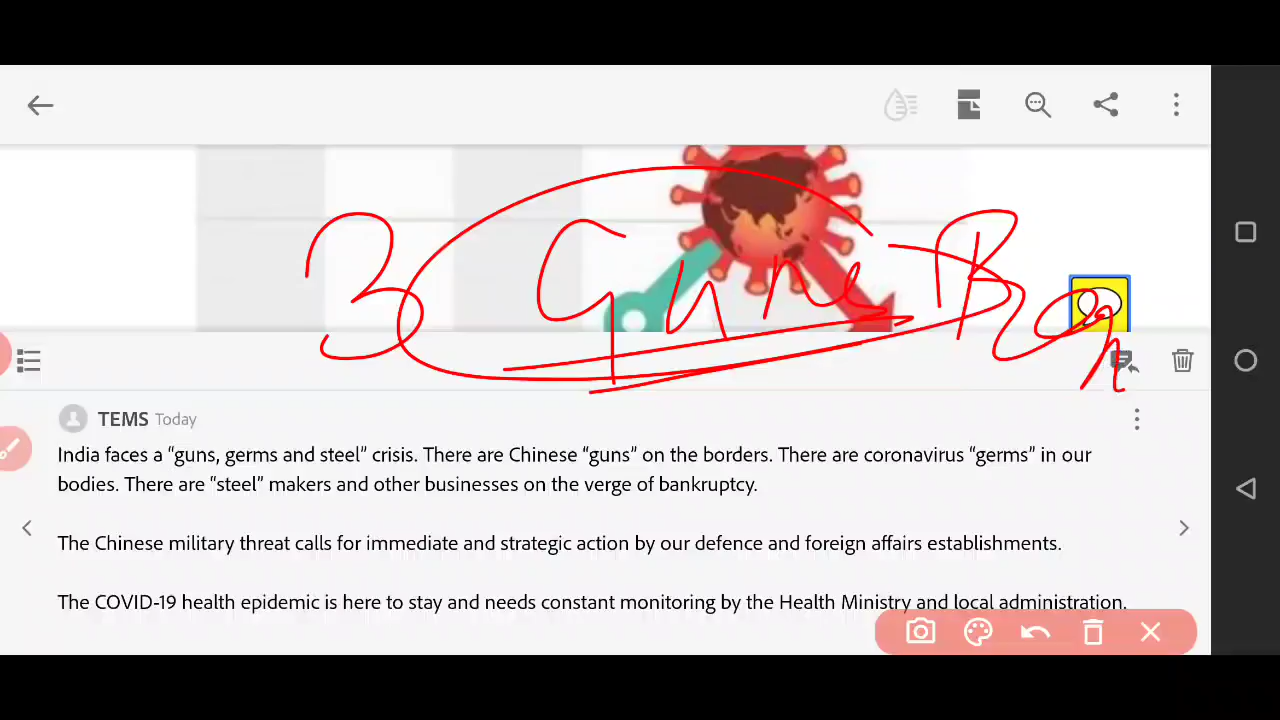 3 Guns
TEMS Today
India faces a “guns, germs and steel” crisis. There are Chinese “guns” on the borders. There are coronavirus “germs” in our
bodies. There are “steel” makers and other businesses on the verge of bankruptcy.
The Chinese military threat calls for immediate and strategic action by our defence and foreign affairs establishments.
The COVID-19 health epidemic is here to stay and needs constant monitoring by the Health Ministry and local administration.